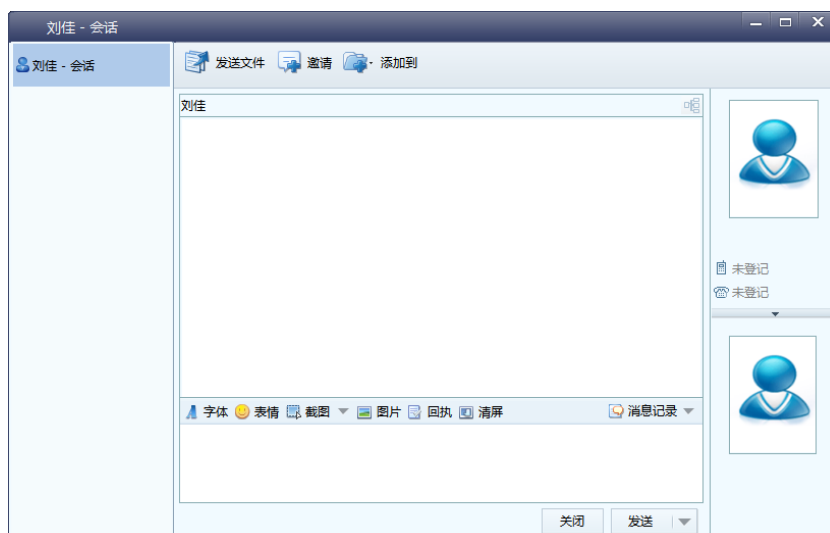 刘佳 - 会话
刘佳 - 会话
发送文件 邀请 添加到
刘佳
未登记
未登记
字体 表情 截图 图片 回执 清屏 消息记录
关闭 发送